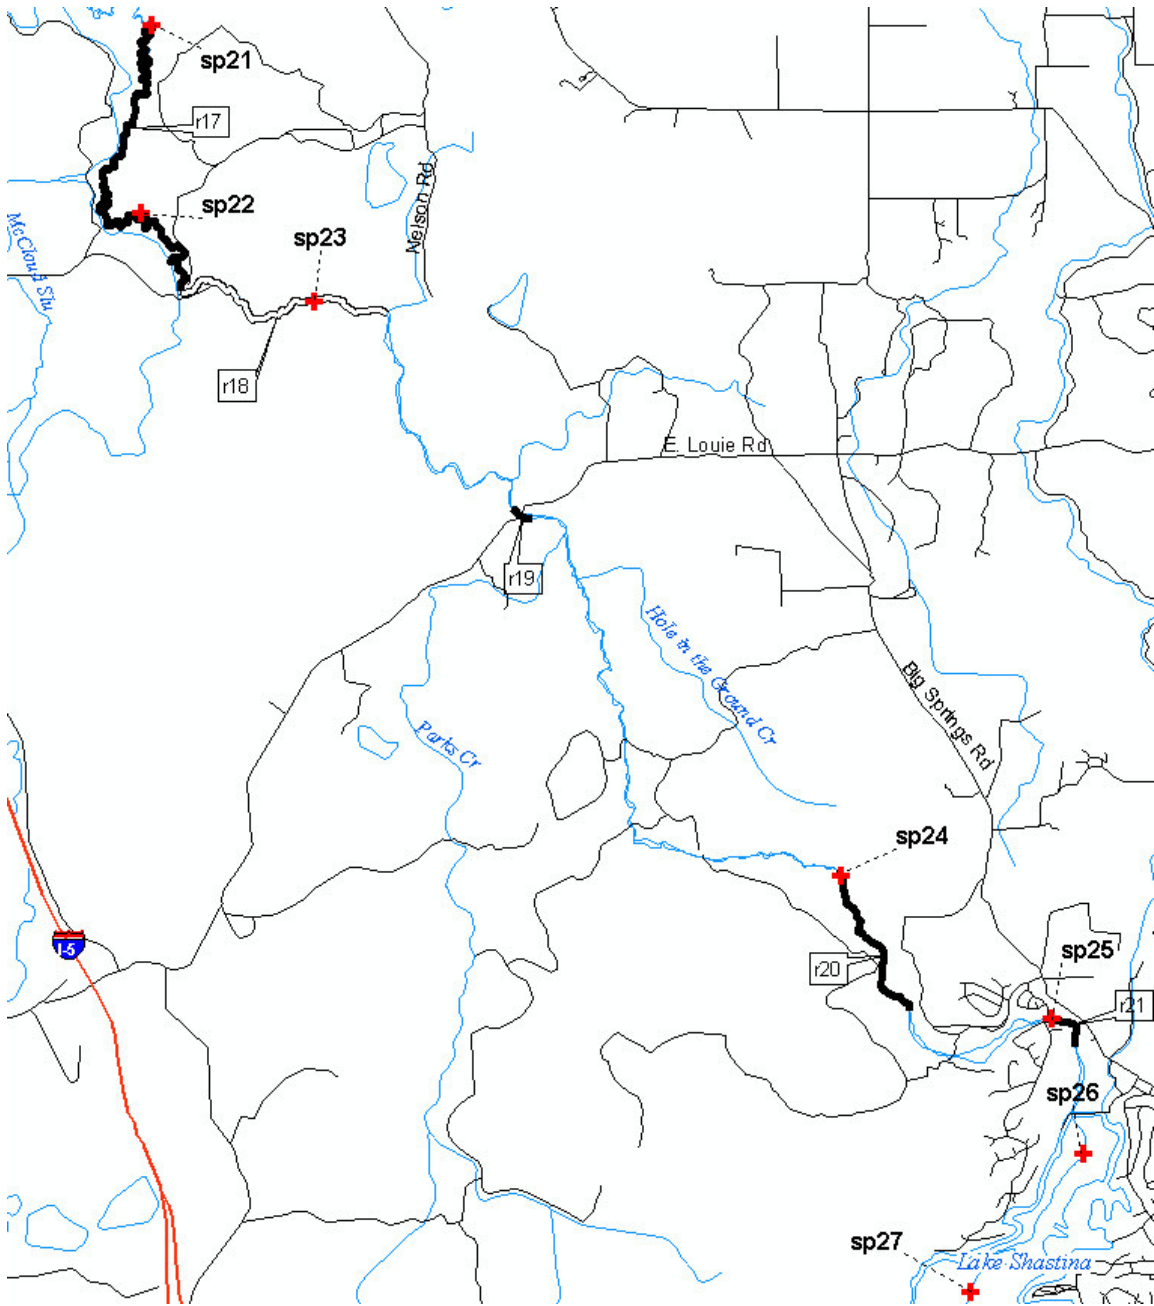 sp21
r17
sp22
Nelson Rd
McCloud Slu
sp23
r18
E. Louie Rd
r19
Hole in the Ground Cr
Big Springs Rd
Parks Cr
sp24
I-5
sp25
r20
r21
sp26
sp27
Lake Shastina